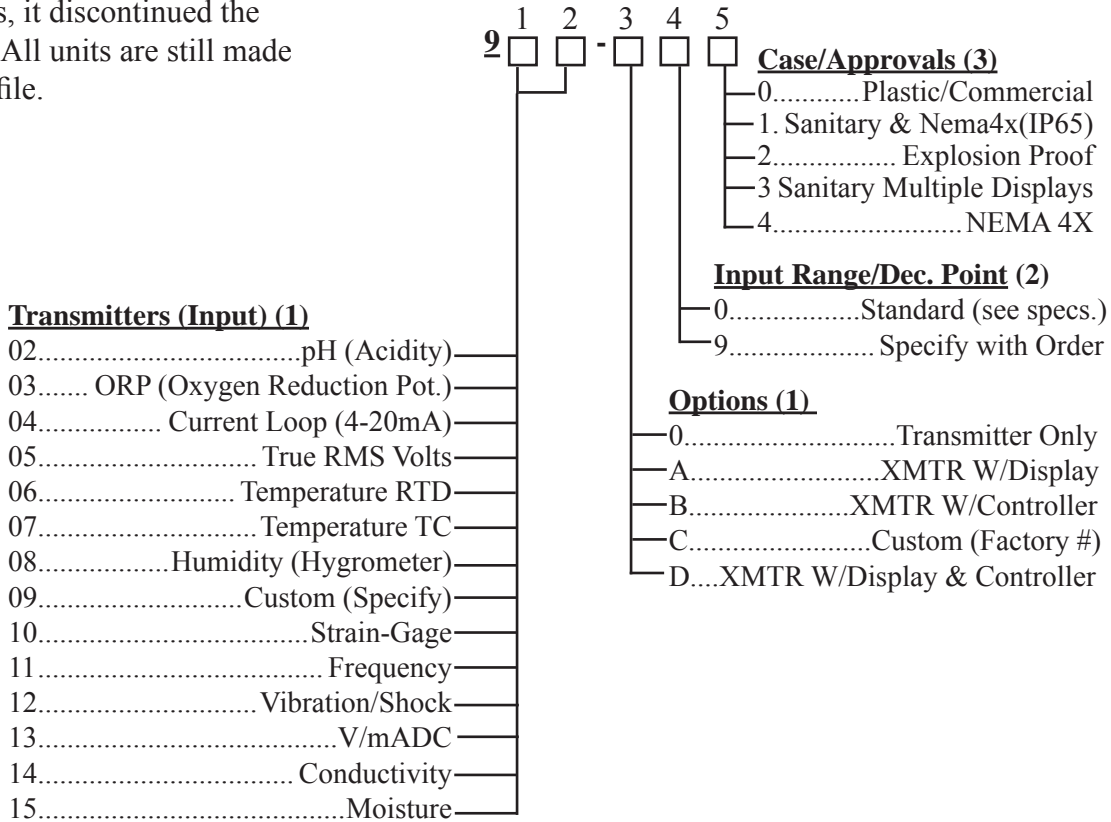 s, it discontinued the
All units are still made
file.
1 2 3 4 5
9 □ □ - □ □ □
Case/Approvals (3)
0............Plastic/Commercial
1. Sanitary & Nema4x(IP65)
2................. Explosion Proof
3 Sanitary Multiple Displays
4........................NEMA 4X
Input Range/Dec. Point (2)
0.................Standard (see specs.)
9................... Specify with Order
Options (1)
0...........................Transmitter Only
A........................XMTR W/Display
B.....................XMTR W/Controller
C.......................Custom (Factory #)
D....XMTR W/Display & Controller
Transmitters (Input) (1)
02.................................pH (Acidity)
03....... ORP (Oxygen Reduction Pot.)
04................ Current Loop (4-20mA)
05............................ True RMS Volts
06......................... Temperature RTD
07............................Temperature TC
08.................Humidity (Hygrometer)
09..........................Custom (Specify)
10...................................Strain-Gage
11.................................... Frequency
12............................Vibration/Shock
13......................................V/mADC
14................................ Conductivity
15.......................................Moisture